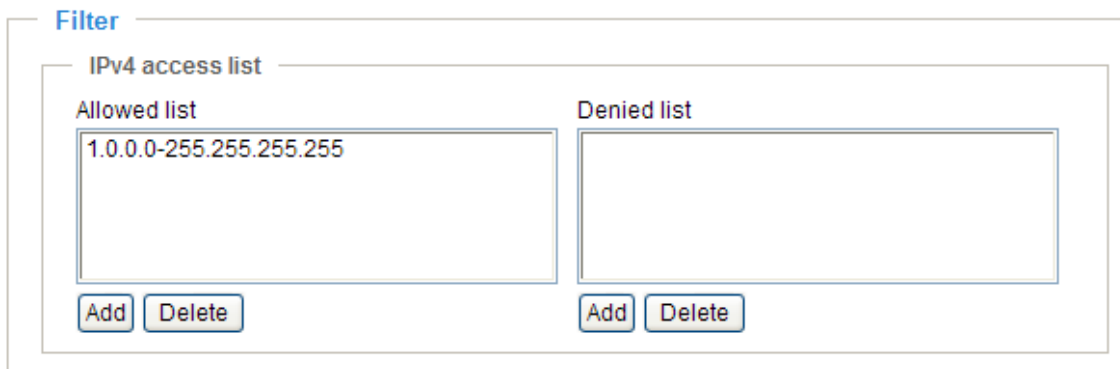 Filter
IPv4 access list
Allowed list
Denied list
1.0.0.0-255.255.255.255
Add Delete
Add Delete